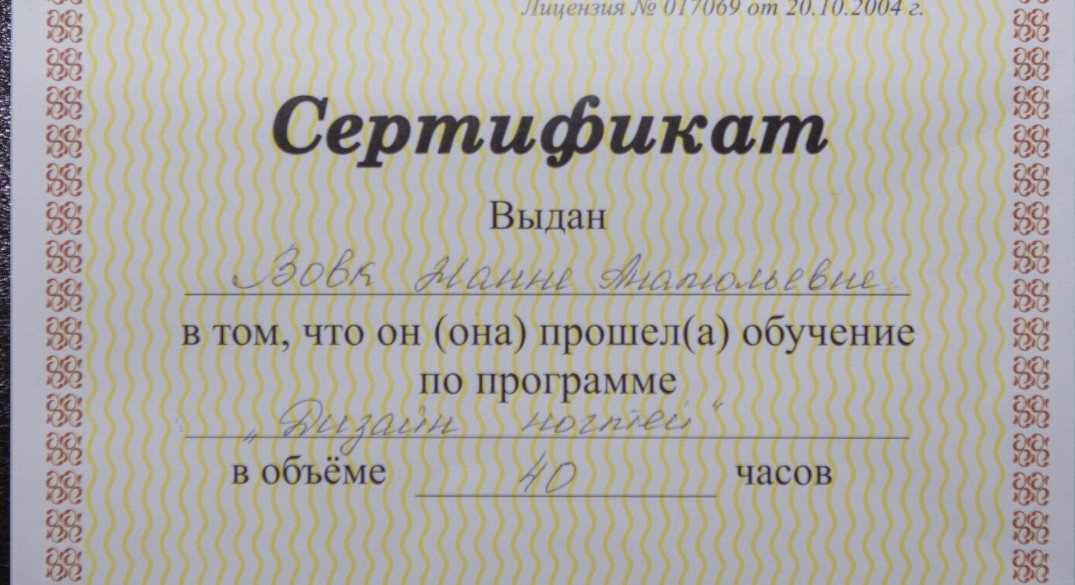 Лицензия № 017069 от 20.10.2004 г.
Сертификат
Выдан
Вовк Жанне Анатольевне
в том, что он (она) прошел(а) обучение
по программе
„Дизайн ногтей“
в объёме 40 часов